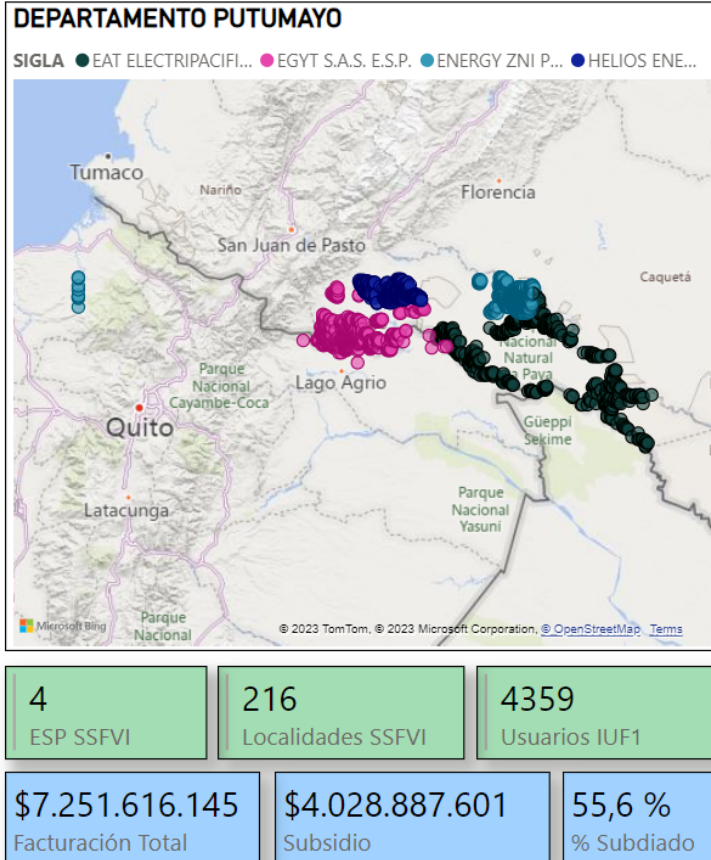 DEPARTAMENTO PUTUMAYO
SIGLA EAT ELECTRIPACIFI... EGYT S.A.S. E.S.P. ENERGY ZNI P... HELIOS ENE...
Tumaco
Nariño
Florencia
San Juan de Pasto
Caquetá
Nacional
Natural
a Paya
Parque
Nacional
Cayambe-Coca
Lago Agrio
Quito
Güeppí
Sekime
Latacunga
Parque
Nacional
Yasuni
Parque
Nacional
Microsoft Bing
© 2023 TomTom, © 2023 Microsoft Corporation, © OpenStreetMap Terms
4 216 4359
ESP SSFVI Localidades SSFVI Usuarios IUF1
$7.251.616.145 $4.028.887.601 55,6 %
Facturación Total Subsidio % Subdiado